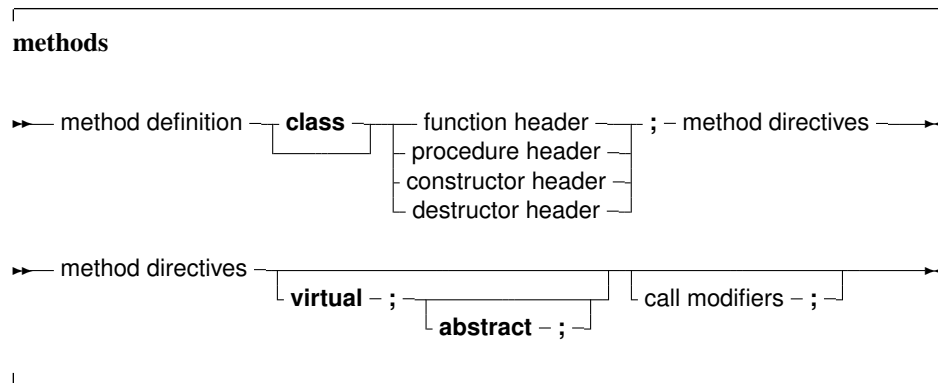 methods
method definition class function header ; method directives
procedure header
constructor header
destructor header
method directives
virtual ; call modifiers ;
abstract ;